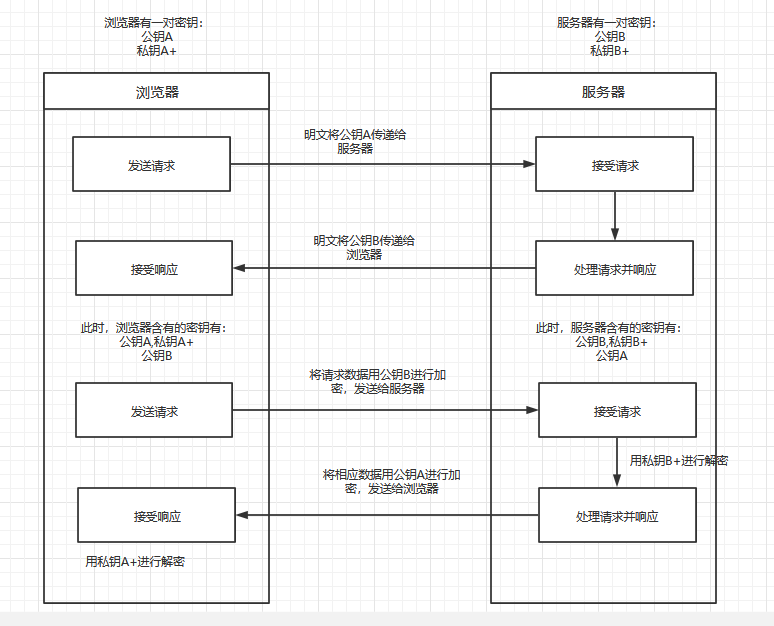 浏览器有一对密钥：
公钥A
私钥A+
服务器有一对密钥：
公钥B
私钥B+
浏览器
服务器
发送请求
明文将公钥A传递给
服务器
接受请求
接受响应
明文将公钥B传递给
浏览器
处理请求并响应
此时，浏览器含有的密钥有：
公钥A,私钥A+
公钥B
此时，服务器含有的密钥有：
公钥B,私钥B+
公钥A
发送请求
将请求数据用公钥B进行加
密，发送给服务器
接受请求
用私钥B+进行解密
接受响应
将相应数据用公钥A进行加
密，发送给浏览器
处理请求并响应
用私钥A+进行解密